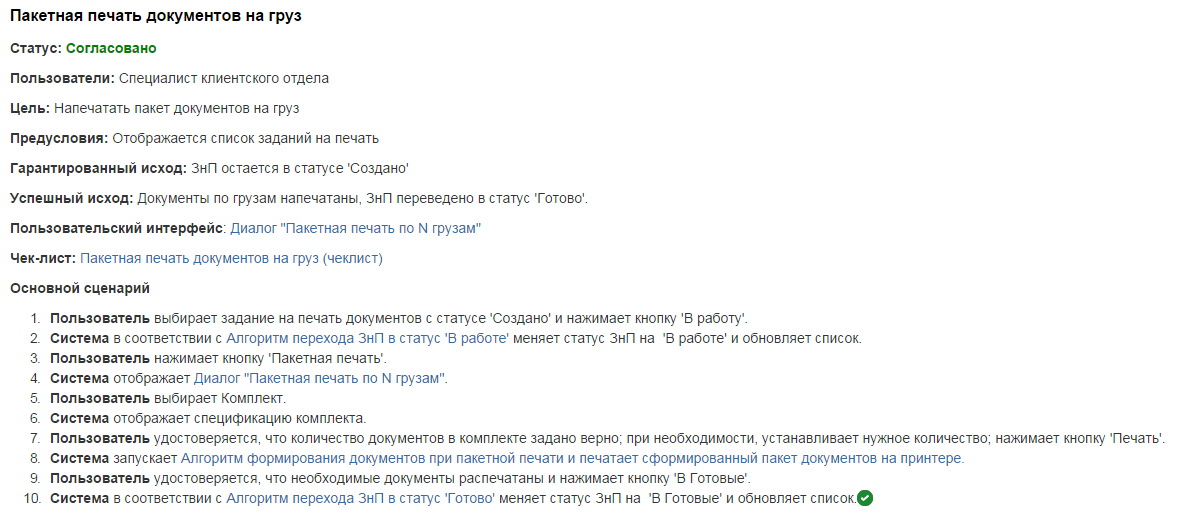 Пакетная печать документов на груз
Статус: Согласовано
Пользователи: Специалист клиентского отдела
Цель: Напечатать пакет документов на груз
Предусловия: Отображается список заданий на печать
Гарантированный исход: ЗнП остается в статусе 'Создано'
Успешный исход: Документы по грузам напечатаны, ЗнП переведено в статус 'Готово'.
Пользовательский интерфейс: Диалог "Пакетная печать по N грузам"
Чек-лист: Пакетная печать документов на груз (чеклист)
Основной сценарий
1. Пользователь выбирает задание на печать документов с статусе 'Создано' и нажимает кнопку 'В работу'.
2. Система в соответствии с Алгоритм перехода ЗнП в статус 'В работе' меняет статус ЗнП на 'В работе' и обновляет список.
3. Пользователь нажимает кнопку 'Пакетная печать'.
4. Система отображает Диалог "Пакетная печать по N грузам".
5. Пользователь выбирает Комплект.
6. Система отображает спецификацию комплекта.
7. Пользователь удостоверяется, что количество документов в комплекте задано верно; при необходимости, устанавливает нужное количество; нажимает кнопку 'Печать'.
8. Система запускает Алгоритм формирования документов при пакетной печати и печатает сформированный пакет документов на принтере.
9. Пользователь удостоверяется, что необходимые документы распечатаны и нажимает кнопку 'В Готовые'.
10. Система в соответствии с Алгоритм перехода ЗнП в статус 'Готово' меняет статус ЗнП на 'В Готовые' и обновляет список.